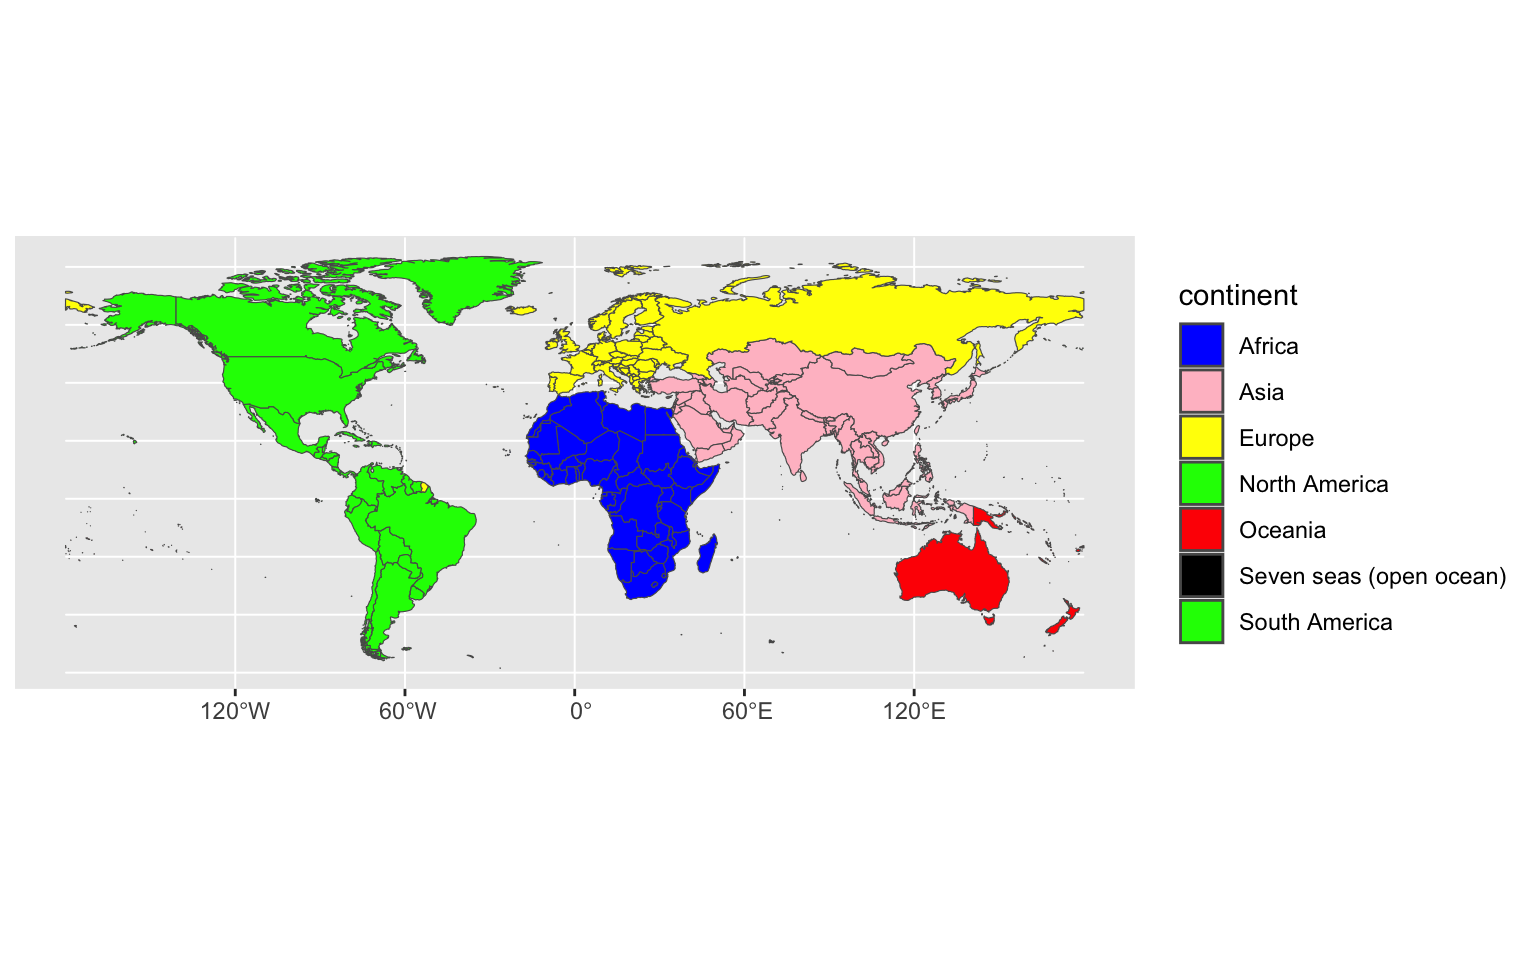 continent
Africa
Asia
Europe
North America
Oceania
Seven seas (open ocean)
South America
120°W
60°W
0°
60°E
120°E